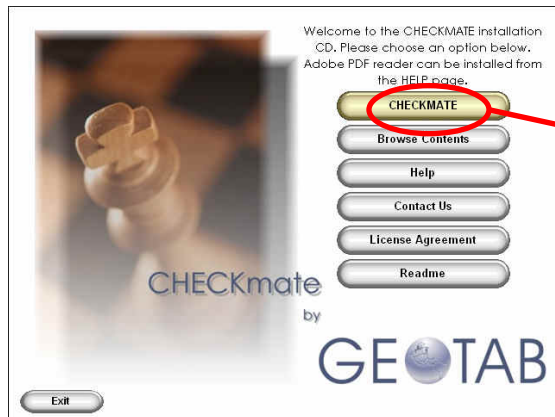 Welcome to the CHECKMATE installation
CD. Please choose an option below.
Adobe PDF reader can be installed from
the HELP page.
CHECKMATE
Browse Contents
Help
Contact Us
License Agreement
Readme
CHECKmate
by
GEOTAB
Exit